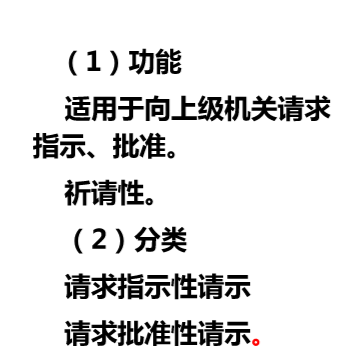 （1）功能
适用于向上级机关请求
指示、批准。
祈请性。
（2）分类
请求指示性请示
请求批准性请示。